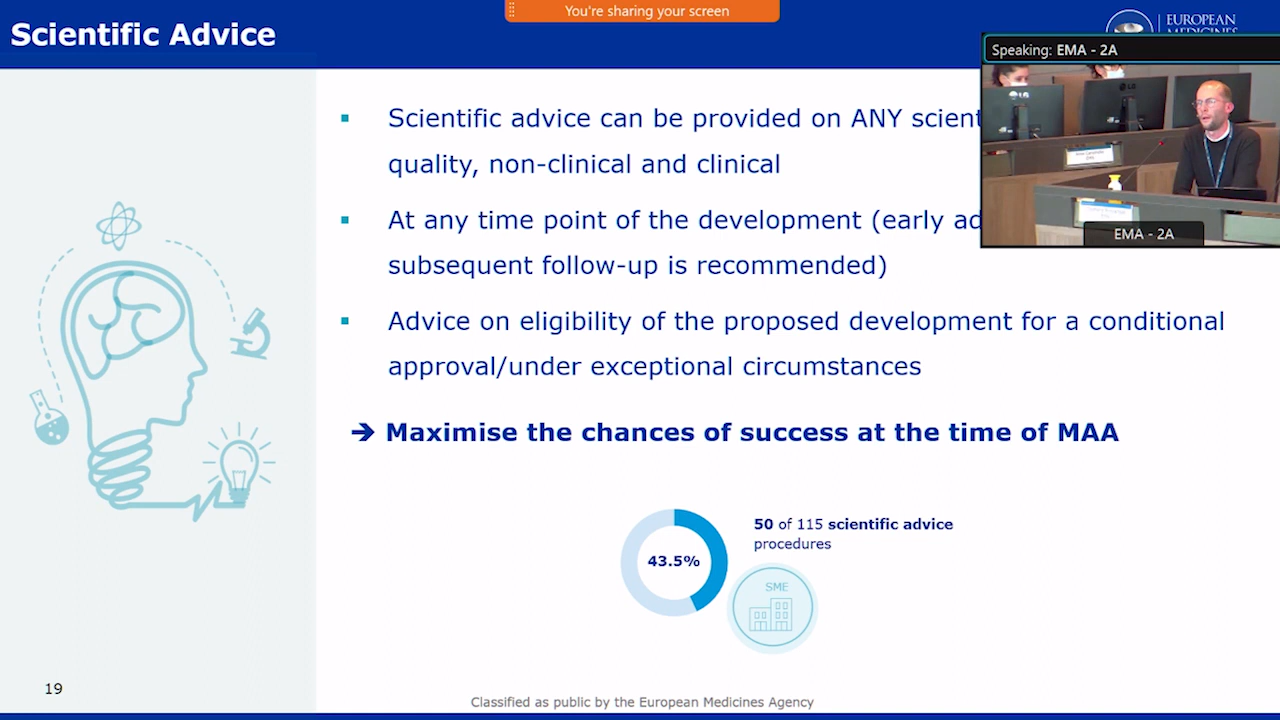 You're sharing your screen
Scientific Advice
EUROPEAN
MEDICINES
Speaking: EMA - 2A
Scientific advice can be provided on ANY
quality, non-clinical and clinical
At any time point of the development (early
subsequent follow-up is recommended)
EMA - 2A
Advice on eligibility of the proposed development for a conditional
approval/under exceptional circumstances
➔ Maximise the chances of success at the time of MAA
43.5%
50 of 115 scientific advice
procedures
SME
19
Classified as public by the European Medicines Agency